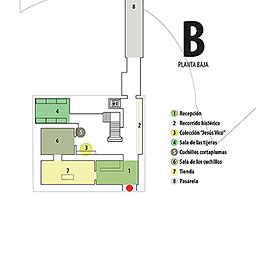 8
B
PLANTA BAJA
4
2
5
6
3
7
1
1 Recepción
2 Recorrido histórico
3 Colección "Jesús Vico"
4 Sala de las tijeras
5 Cuchillos cortaplumas
6 Sala de los cuchillos
7 Tienda
8 Pasarela